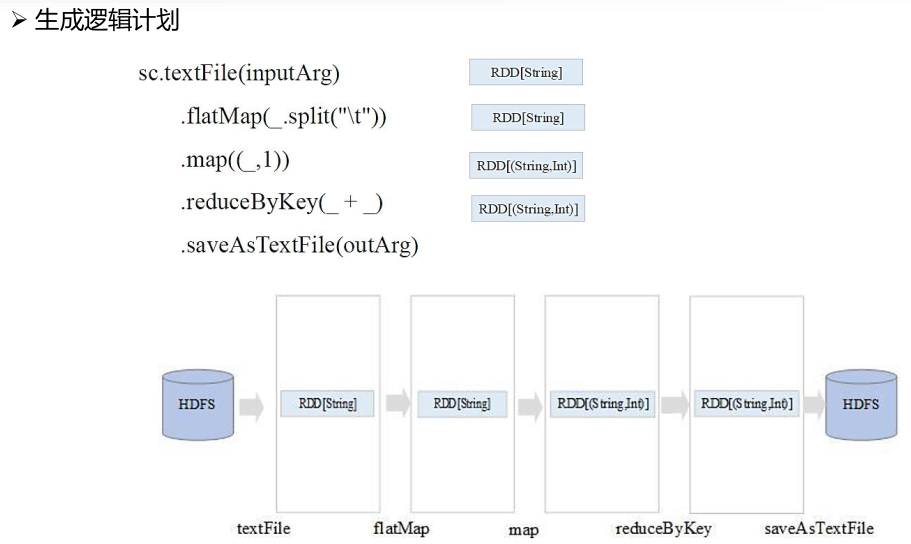 ➢ 生成逻辑计划
sc.textFile(inputArg) RDD[String]
.flatMap(_.split("\t")) RDD[String]
.map((_,1)) RDD[(String,Int)]
.reduceByKey(_ + _) RDD[(String,Int)]
.saveAsTextFile(outArg)
HDFS RDD[String] RDD[String] RDD[(String,Int)] RDD[(String,Int)] HDFS
textFile flatMap map reduceByKey saveAsTextFile